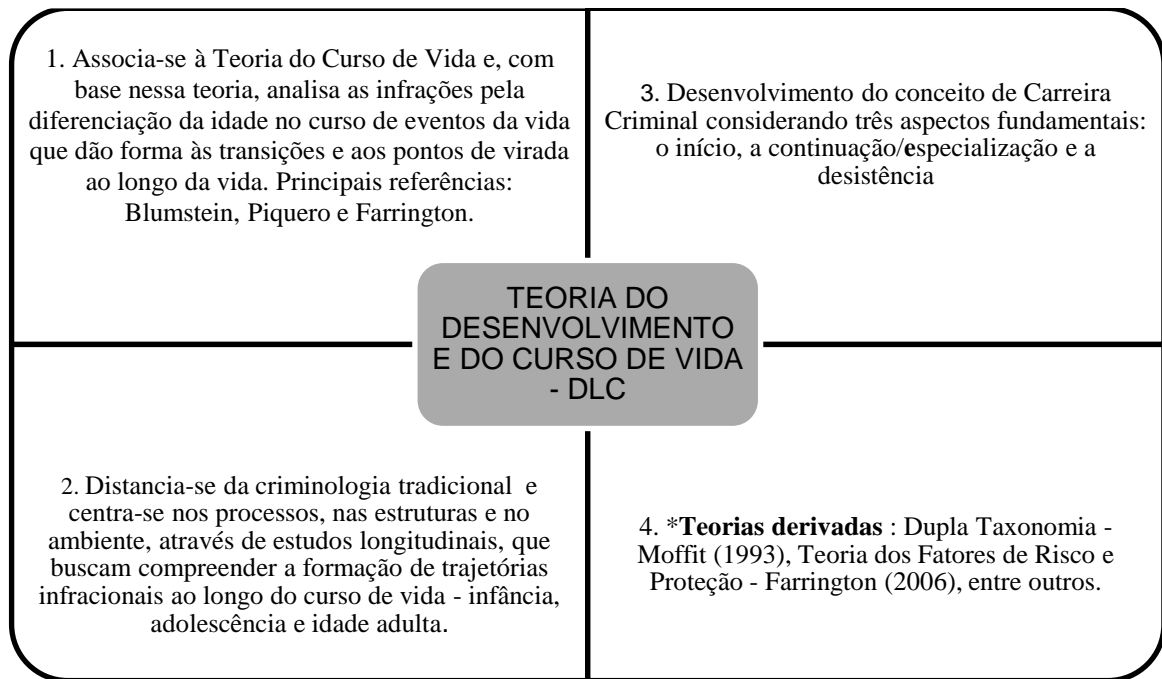 1. Associa-se à Teoria do Curso de Vida e, com
base nessa teoria, analisa as infrações pela
diferenciação da idade no curso de eventos da vida
que dão forma às transições e aos pontos de virada
ao longo da vida. Principais referências:
Blumstein, Piquero e Farrington.
3. Desenvolvimento do conceito de Carreira
Criminal considerando três aspectos fundamentais:
o início, a continuação/especialização e a
desistência
TEORIA DO
DESENVOLVIMENTO
E DO CURSO DE VIDA
- DLC
2. Distancia-se da criminologia tradicional e
centra-se nos processos, nas estruturas e no
ambiente, através de estudos longitudinais, que
buscam compreender a formação de trajetórias
infracionais ao longo do curso de vida - infância,
adolescência e idade adulta.
4. *Teorias derivadas : Dupla Taxonomia -
Moffit (1993), Teoria dos Fatores de Risco e
Proteção - Farrington (2006), entre outros.